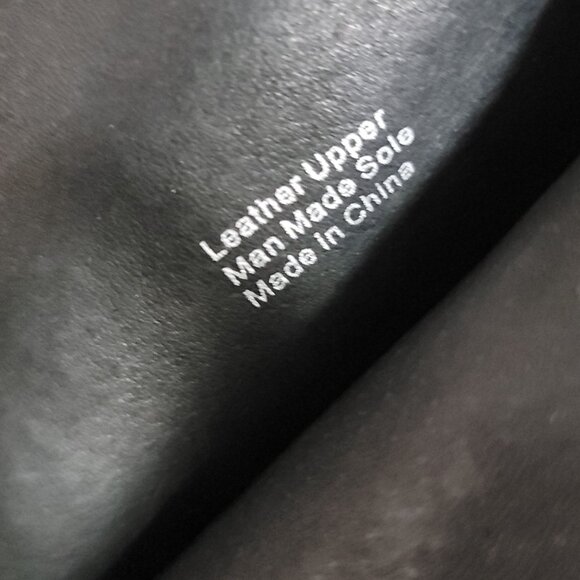 Leather Upper
Man Made Sole
Made in China